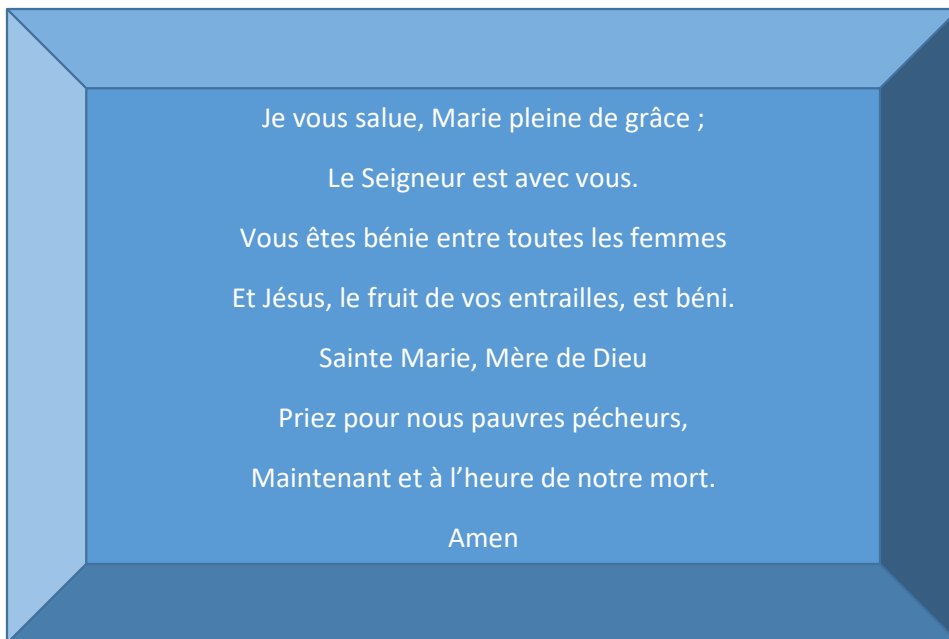 Je vous salue, Marie pleine de grâce ;
Le Seigneur est avec vous.
Vous êtes bénie entre toutes les femmes
Et Jésus, le fruit de vos entrailles, est béni.
Sainte Marie, Mère de Dieu
Priez pour nous pauvres pécheurs,
Maintenant et à l’heure de notre mort.
Amen